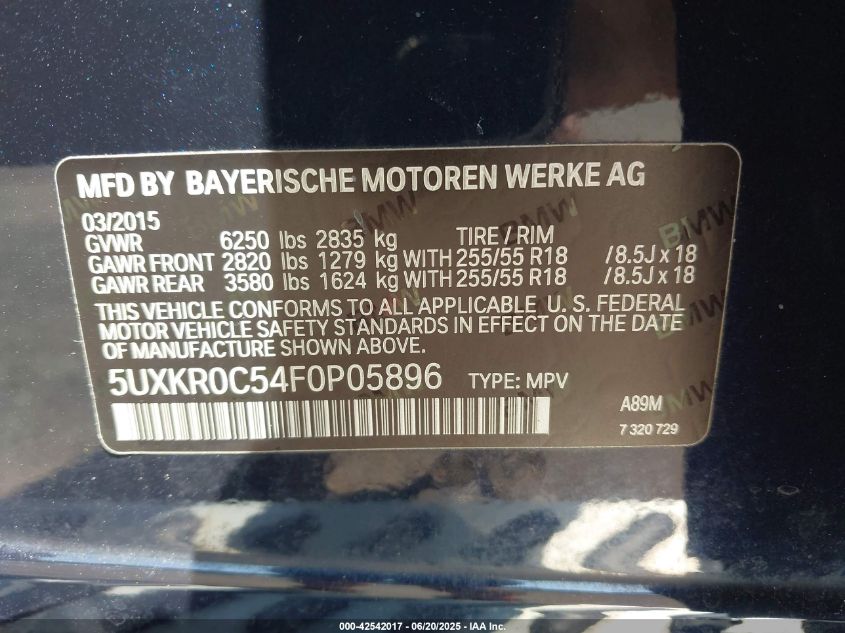 MFD BY BAYERISCHE MOTOREN WERKE AG
03/2015
GVWR 6250 lbs 2835 kg TIRE / RIM
GAWR FRONT 2820 lbs 1279 kg WITH 255/55 R18 / 8.5J x 18
GAWR REAR 3580 lbs 1624 kg WITH 255/55 R18 / 8.5J x 18
THIS VEHICLE CONFORMS TO ALL APPLICABLE U. S. FEDERAL
MOTOR VEHICLE SAFETY STANDARDS IN EFFECT ON THE DATE
OF MANUFACTURE SHOWN ABOVE.
5UXKR0C54F0P05896 TYPE: MPV
A89M
7 320 729
000-42542017 - 06/20/2025 - IAA Inc.